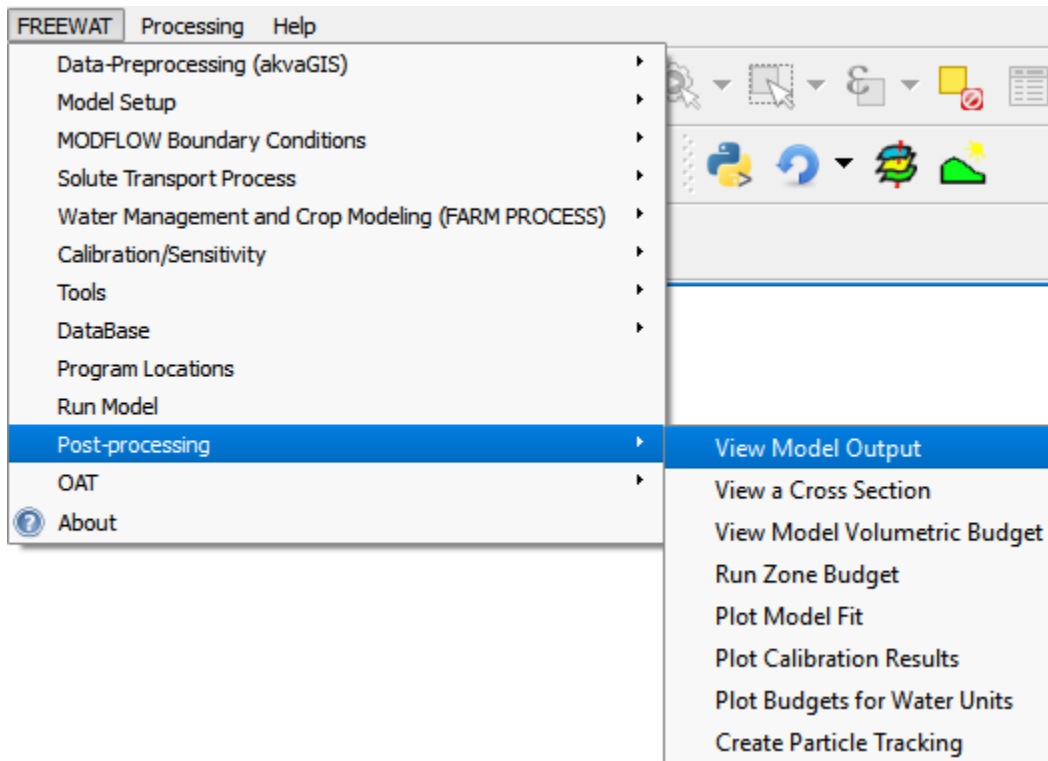 FREEWAT Processing Help
Data-Preprocessing (akvaGIS)
Model Setup
MODFLOW Boundary Conditions
Solute Transport Process
Water Management and Crop Modeling (FARM PROCESS)
Calibration/Sensitivity
Tools
DataBase
Program Locations
Run Model
Post-processing
OAT
About
View Model Output
View a Cross Section
View Model Volumetric Budget
Run Zone Budget
Plot Model Fit
Plot Calibration Results
Plot Budgets for Water Units
Create Particle Tracking